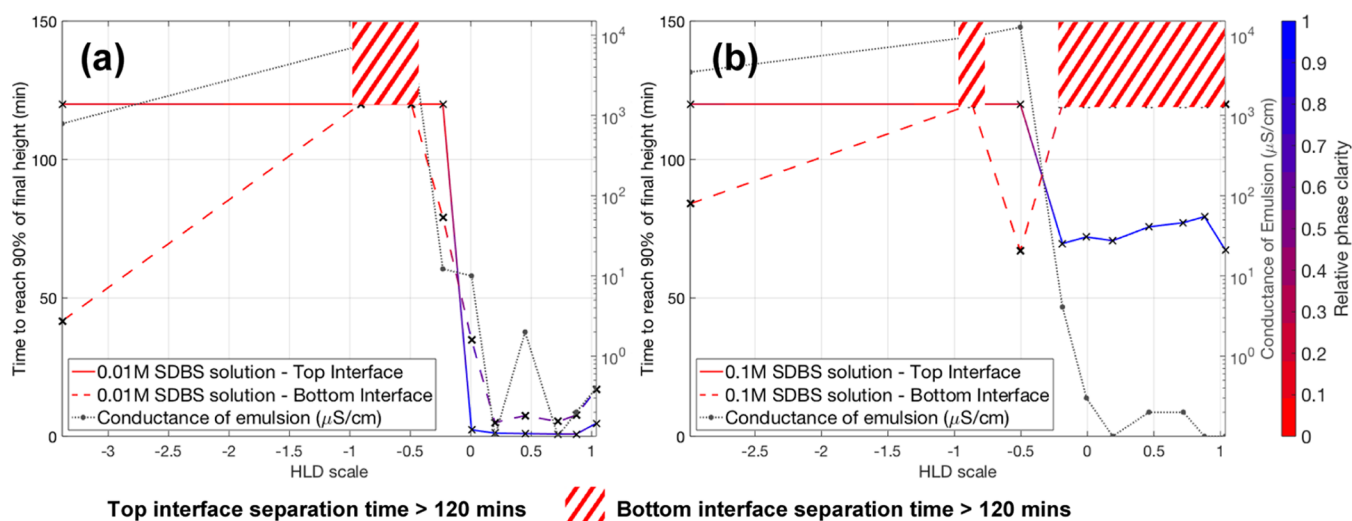 (a)
Time to reach 90% of final height (min)
150
100
50
0
-3
-2.5
-2
-1.5
-1
-0.5
0
0.5
1
HLD scale
10^4
10^3
10^2
10^1
10^0
0.01M SDBS solution - Top Interface
0.01M SDBS solution - Bottom Interface
Conductance of emulsion (μS/cm)
(b)
Time to reach 90% of final height (min)
150
100
50
0
-2.5
-2
-1.5
-1
-0.5
0
0.5
1
HLD scale
10^4
10^3
10^2
10^1
10^0
Conductance of Emulsion (μS/cm)
0.1M SDBS solution - Top Interface
0.1M SDBS solution - Bottom Interface
Conductance of emulsion (μS/cm)
1
0.9
0.8
0.7
0.6
0.5
0.4
0.3
0.2
0.1
0
Relative phase clarity
Top interface separation time > 120 mins
Bottom interface separation time > 120 mins